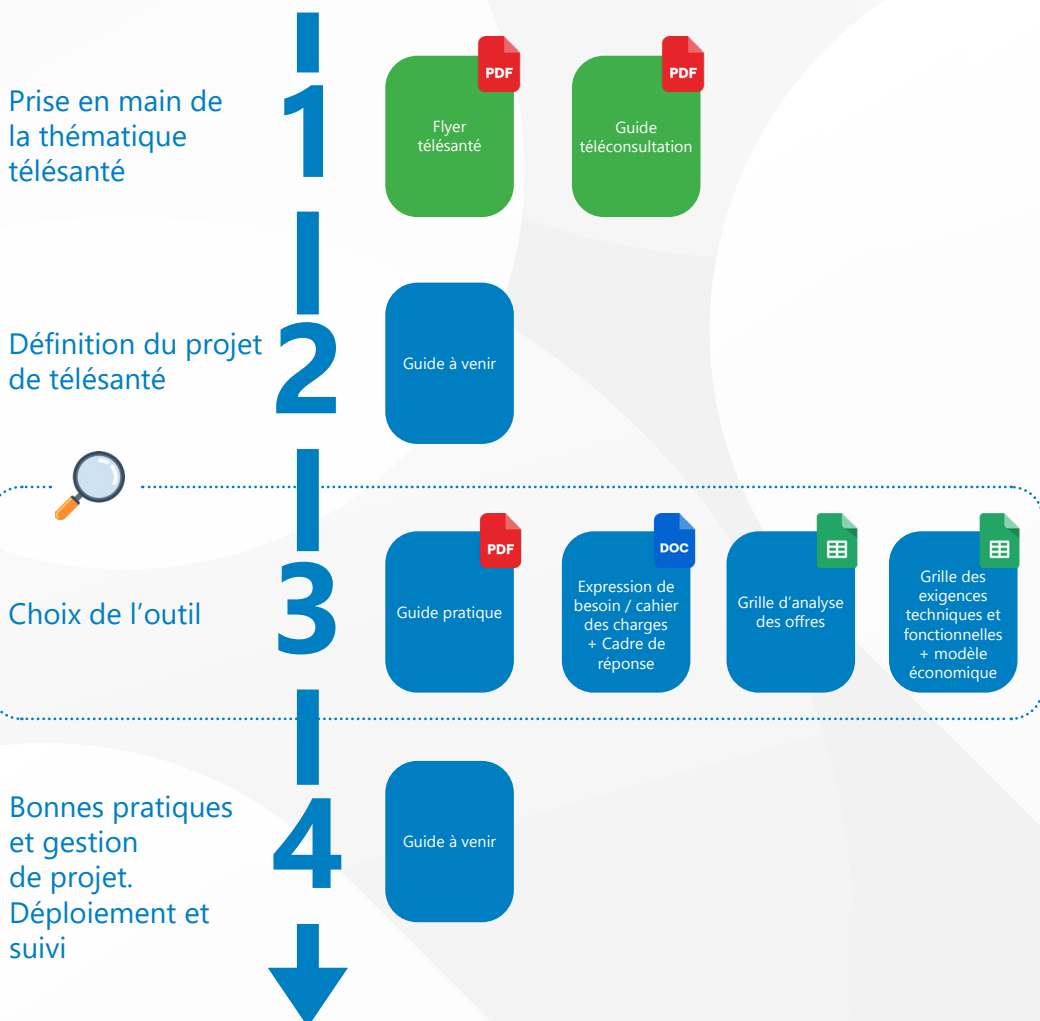 Prise en main de
la thématique
télésanté
1
PDF
Flyer
télésanté
PDF
Guide
téléconsultation
Définition du projet
de télésanté
2
Guide à venir
Choix de l’outil
3
PDF
Guide pratique
DOC
Expression de
besoin / cahier
des charges
+ Cadre de
réponse
Grille d’analyse
des offres
Grille des
exigences
techniques et
fonctionnelles
+ modèle
économique
Bonnes pratiques
et gestion
de projet.
Déploiement et
suivi
4
Guide à venir